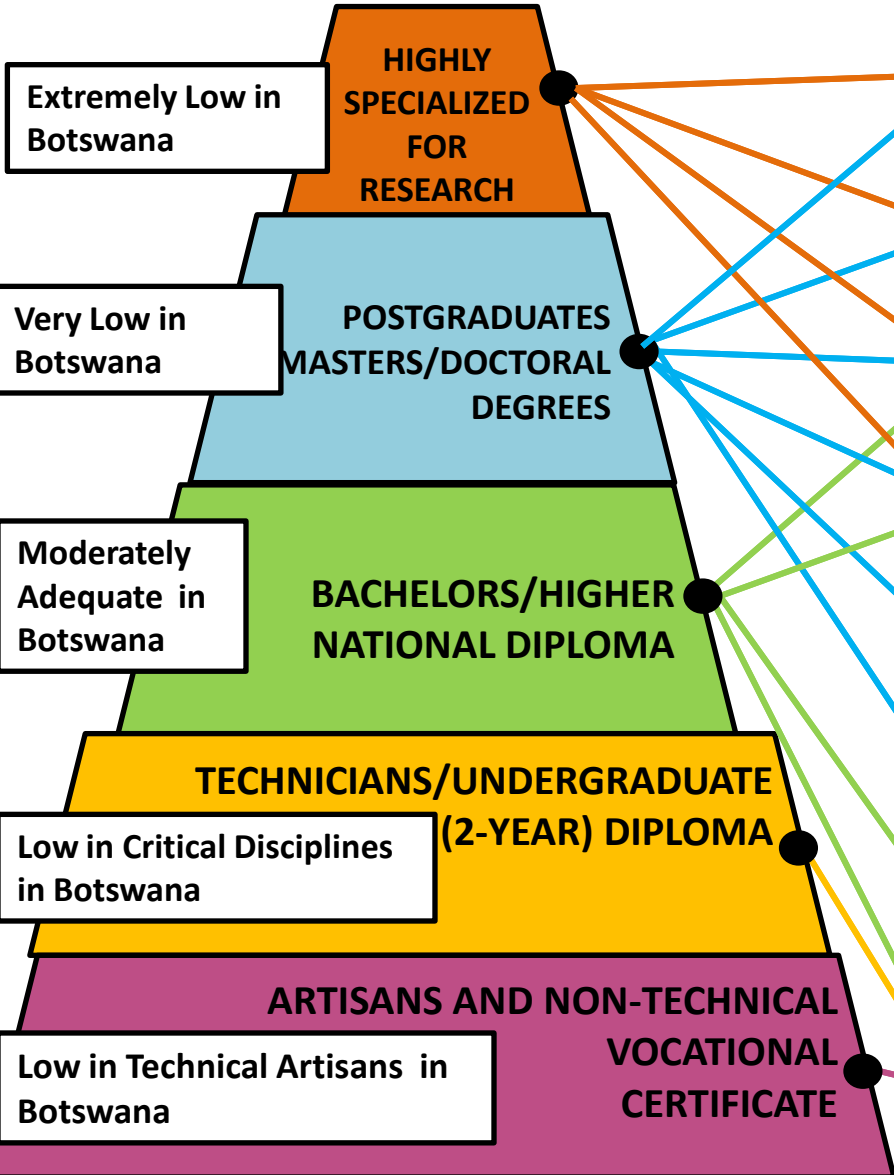 HIGHLY
SPECIALIZED
FOR
RESEARCH
Extremely Low in
Botswana
POSTGRADUATES
MASTERS/DOCTORAL
DEGREES
Very Low in
Botswana
BACHELORS/HIGHER
NATIONAL DIPLOMA
Moderately
Adequate in
Botswana
TECHNICIANS/UNDERGRADUATE
(2-YEAR) DIPLOMA
Low in Critical Disciplines
in Botswana
ARTISANS AND NON-TECHNICAL
VOCATIONAL
CERTIFICATE
Low in Technical Artisans in
Botswana